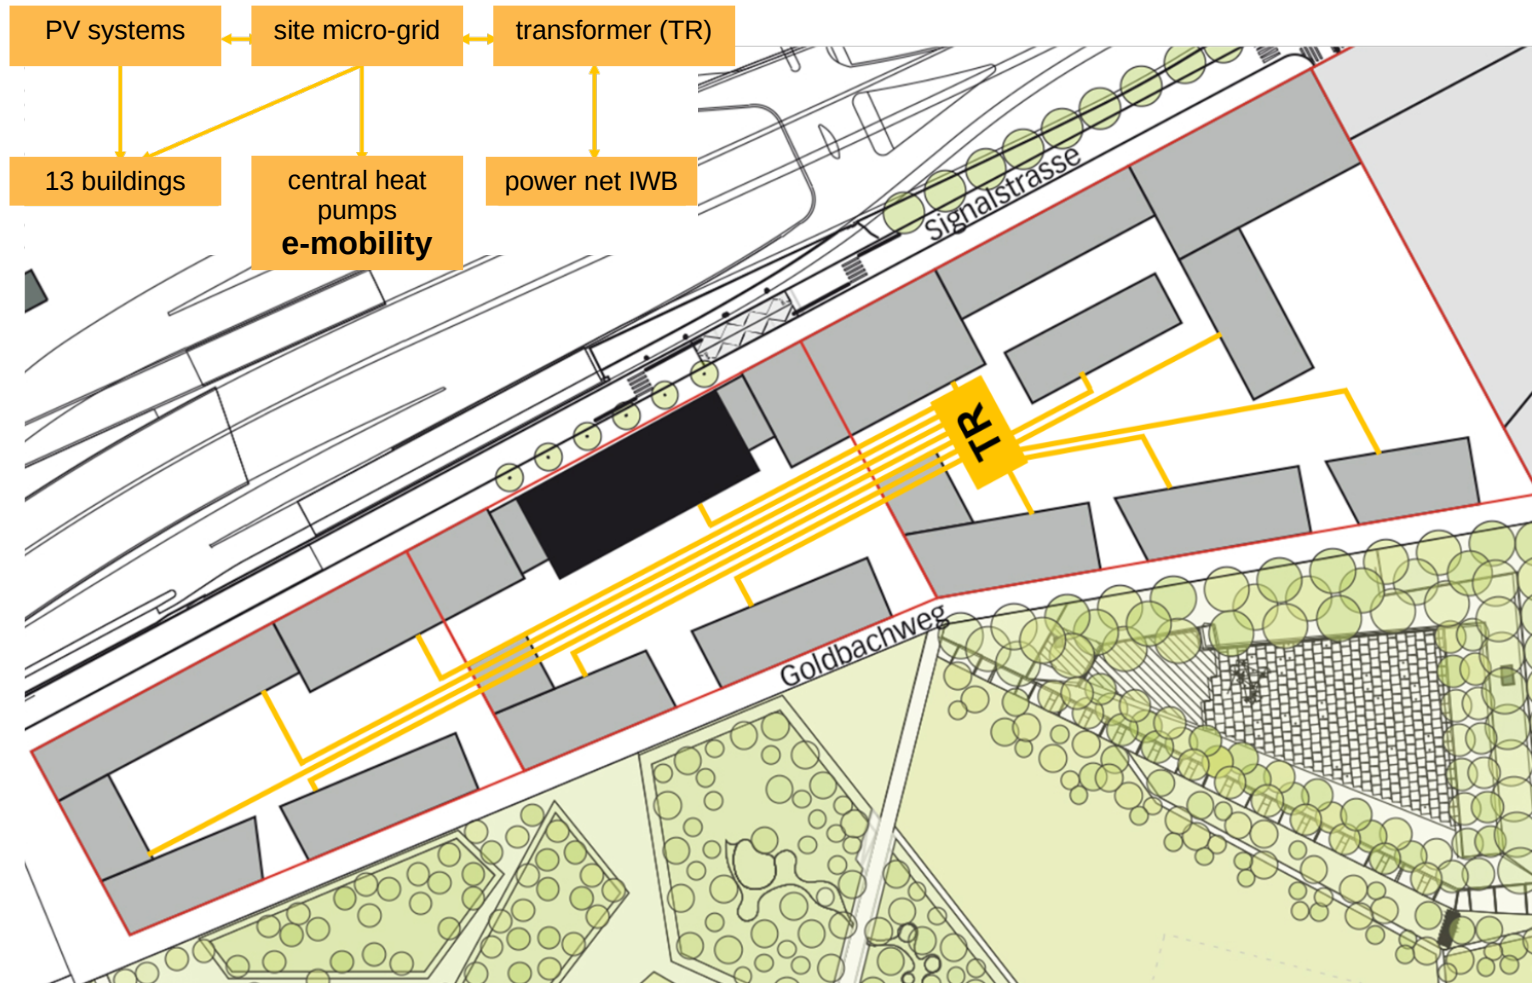 PV systems
site micro-grid
transformer (TR)
13 buildings
central heat
pumps
e-mobility
power net IWB
Signalstrasse
TR
Goldbachweg